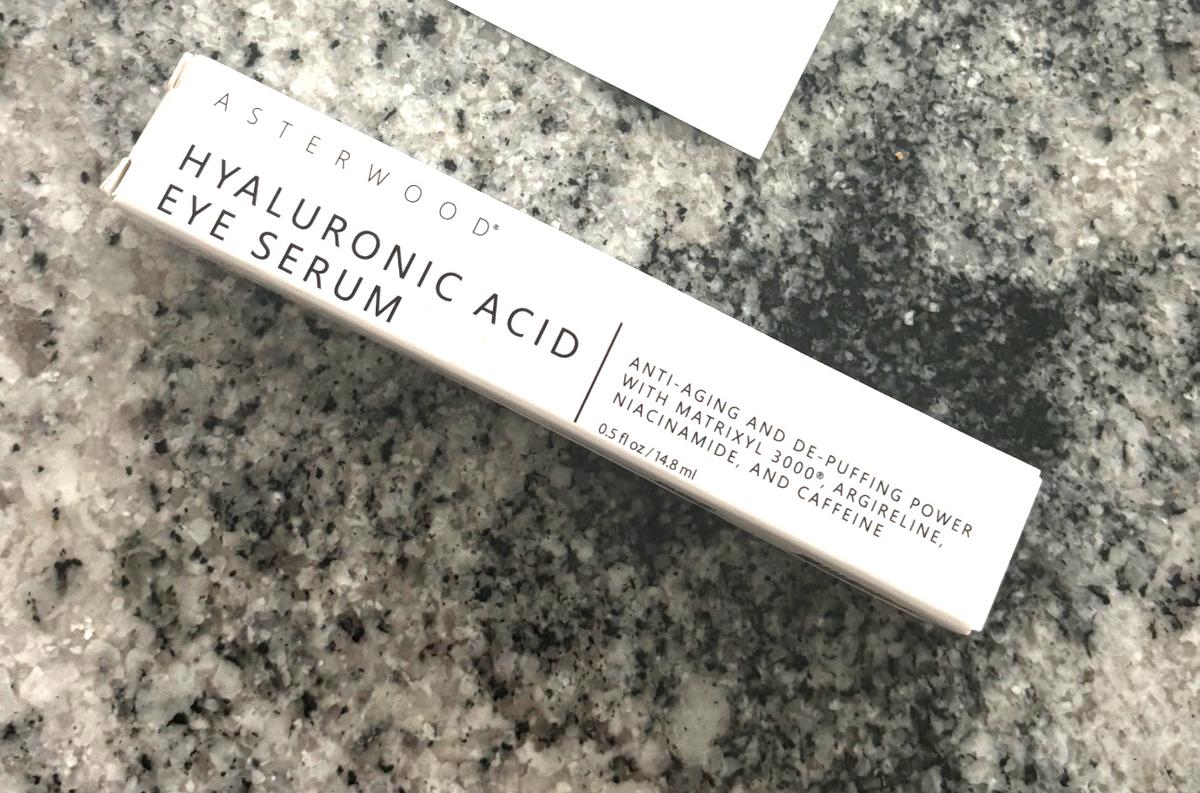 ASTERWOOD®
HYALURONIC ACID
EYE SERUM
ANTI-AGING AND DE-PUFFING POWER
WITH MATRIXYL 3000®, ARGIRELINE,
NIACINAMIDE, AND CAFFEINE
0.5 fl oz / 14.8 ml